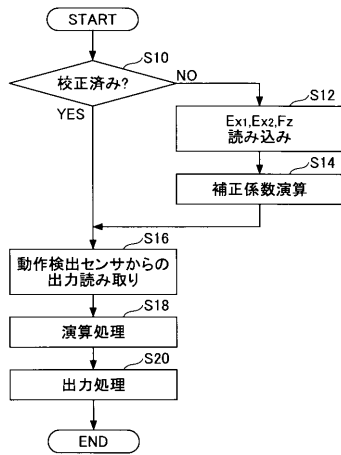 START
S10
校正済み?
NO
YES
S12
Ex1,Ex2,Fz
読み込み
S14
補正係数演算
S16
動作検出センサからの
出力読み取り
S18
演算処理
S20
出力処理
END